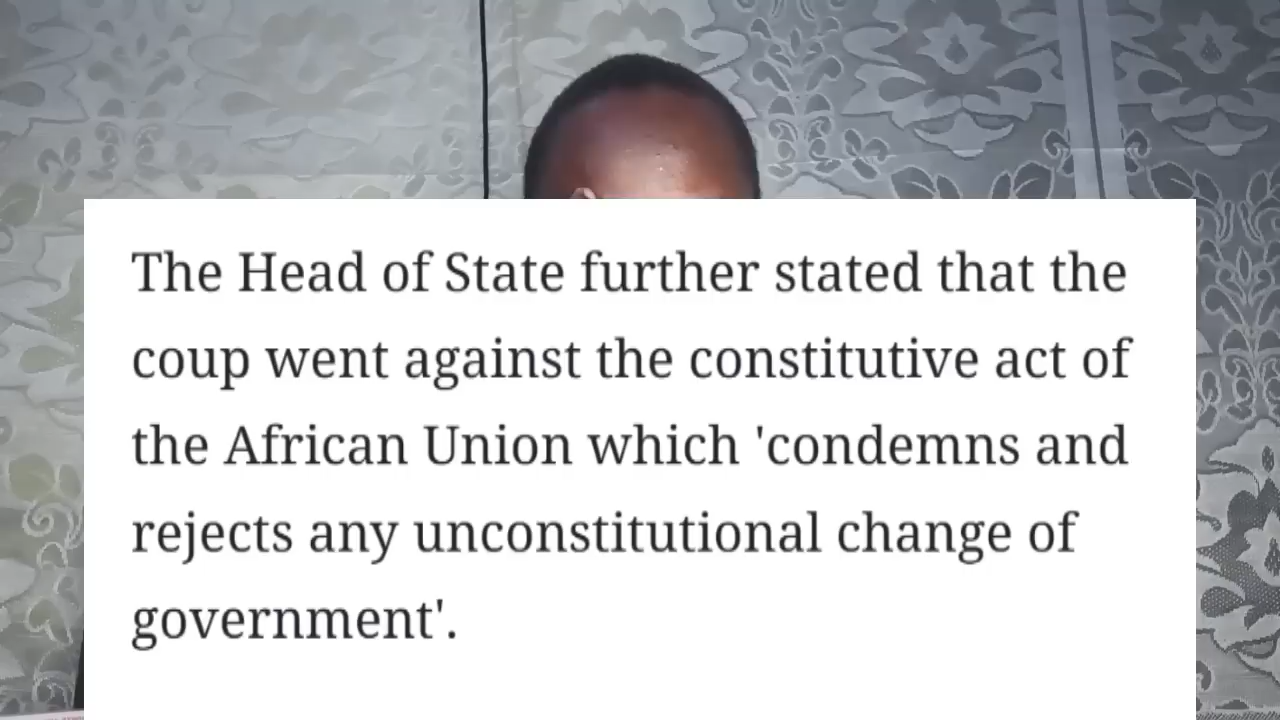 The Head of State further stated that the
coup went against the constitutive act of
the African Union which 'condemns and
rejects any unconstitutional change of
government'.